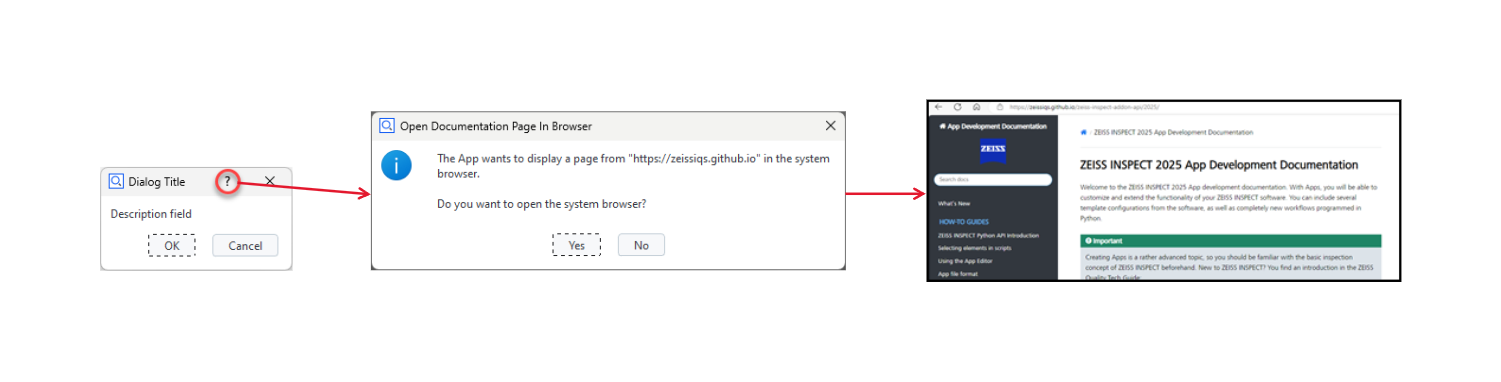 Dialog Title ?
Description field
OK Cancel
Open Documentation Page In Browser
i
The App wants to display a page from "https://zeissiqs.github.io" in the system
browser.
Do you want to open the system browser?
Yes No
https://zeissiqs.github.io/zeiss-inspect-addon-api/2025/
App Development Documentation
ZEISS
Search docs
What's New
HOW-TO GUIDES
ZEISS INSPECT Python API Introduction
Selecting elements in scripts
Using the App Editor
App file format
ZEISS INSPECT 2025 App Development Documentation
ZEISS INSPECT 2025 App Development Documentation
Welcome to the ZEISS INSPECT 2025 App development documentation. With Apps, you will be able to
customize and extend the functionality of your ZEISS INSPECT software. You can include several
template configurations from the software, as well as completely new workflows programmed in
Python.
Important
Creating Apps is a rather advanced topic, so you should be familiar with the basic inspection
concept of ZEISS INSPECT beforehand. New to ZEISS INSPECT? You find an introduction in the ZEISS
Quality Tech Guide: